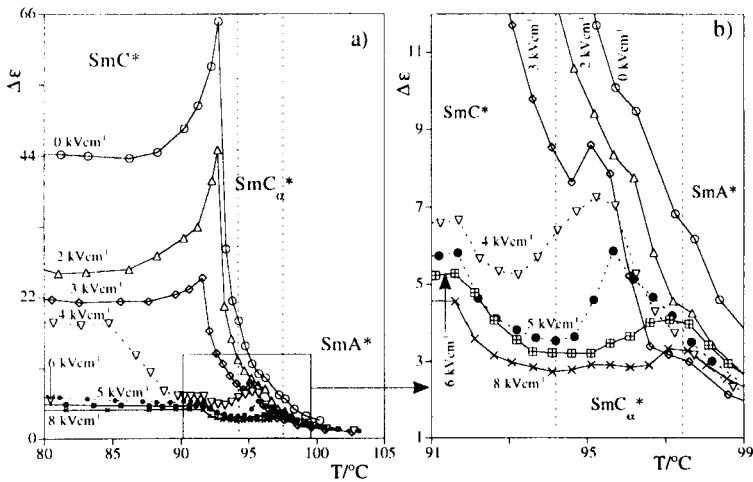 66
44
22
0
Δε
80
85
90
95
100
105
T/°C
a)
SmC*
SmCα*
SmA*
0 kVcm⁻¹
2 kVcm⁻¹
3 kVcm⁻¹
4 kVcm⁻¹
6 kVcm⁻¹
5 kVcm⁻¹
8 kVcm⁻¹
11
9
7
5
3
1
Δε
91
93
95
97
99
T/°C
b)
3 kVcm⁻¹
2 kVcm⁻¹
0 kVcm⁻¹
SmC*
SmA*
4 kVcm⁻¹
5 kVcm⁻¹
6 kVcm⁻¹
8 kVcm⁻¹
SmCα*